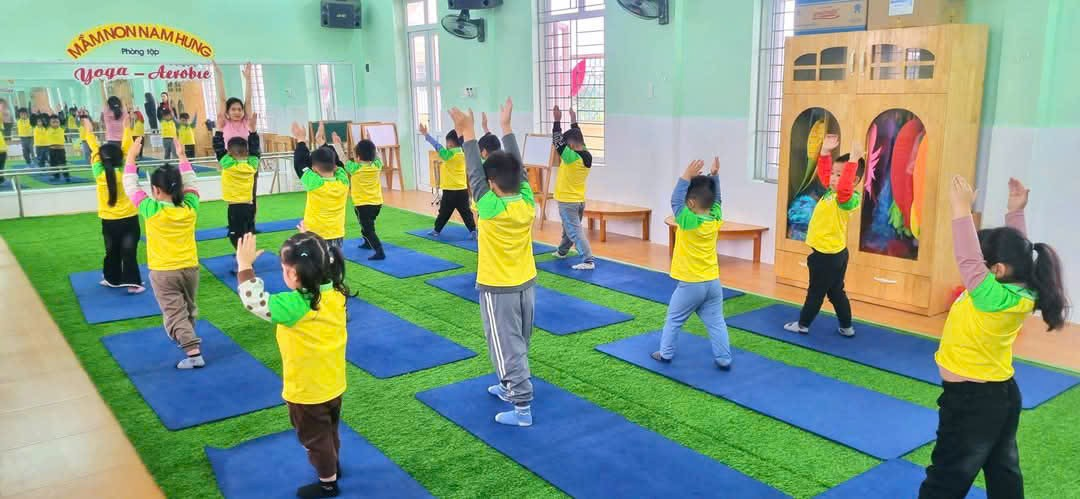 MẦM NON NAM HƯNG
Phòng tập
Yoga - Aerobic